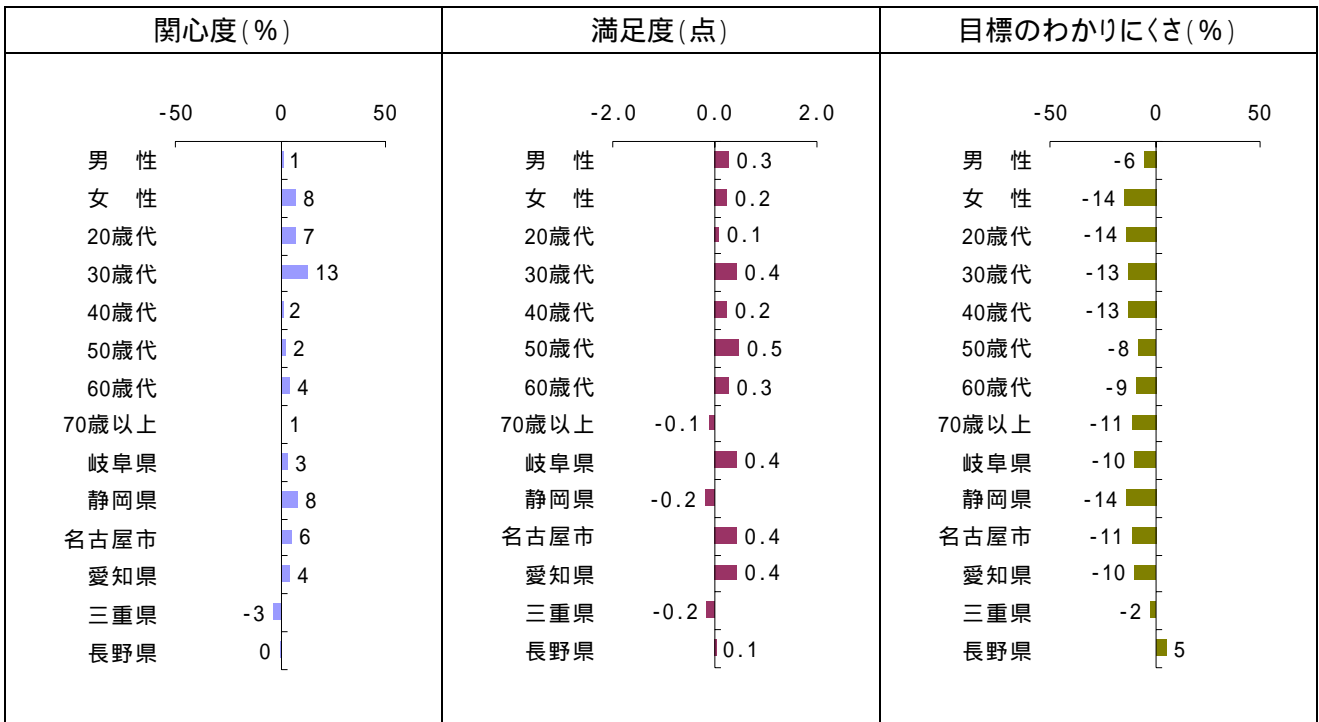 関心度(%)
-50 0 50
男 性 1
女 性 8
20歳代 7
30歳代 13
40歳代 2
50歳代 2
60歳代 4
70歳以上 1
岐阜県 3
静岡県 8
名古屋市 6
愛知県 4
三重県 -3
長野県 0
満足度(点)
-2.0 0.0 2.0
男 性 0.3
女 性 0.2
20歳代 0.1
30歳代 0.4
40歳代 0.2
50歳代 0.5
60歳代 0.3
70歳以上 -0.1
岐阜県 0.4
静岡県 -0.2
名古屋市 0.4
愛知県 0.4
三重県 -0.2
長野県 0.1
目標のわかりにくさ(%)
-50 0 50
男 性 -6
女 性 -14
20歳代 -14
30歳代 -13
40歳代 -13
50歳代 -8
60歳代 -9
70歳以上 -11
岐阜県 -10
静岡県 -14
名古屋市 -11
愛知県 -10
三重県 -2
長野県 5